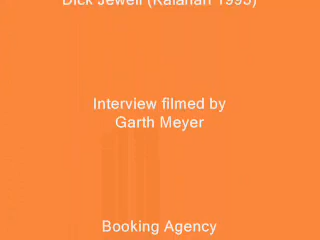 Dick Jewell (Kalahari 1995)
Interview filmed by
Garth Meyer
Booking Agency